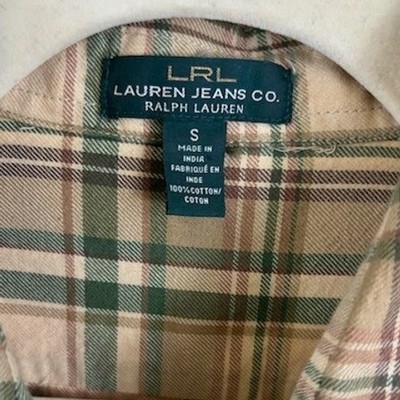 LRL
LAUREN JEANS CO.
RALPH LAUREN
S
MADE IN
INDIA
FABRIQUÉ EN
INDE
100%COTTON/
COTON